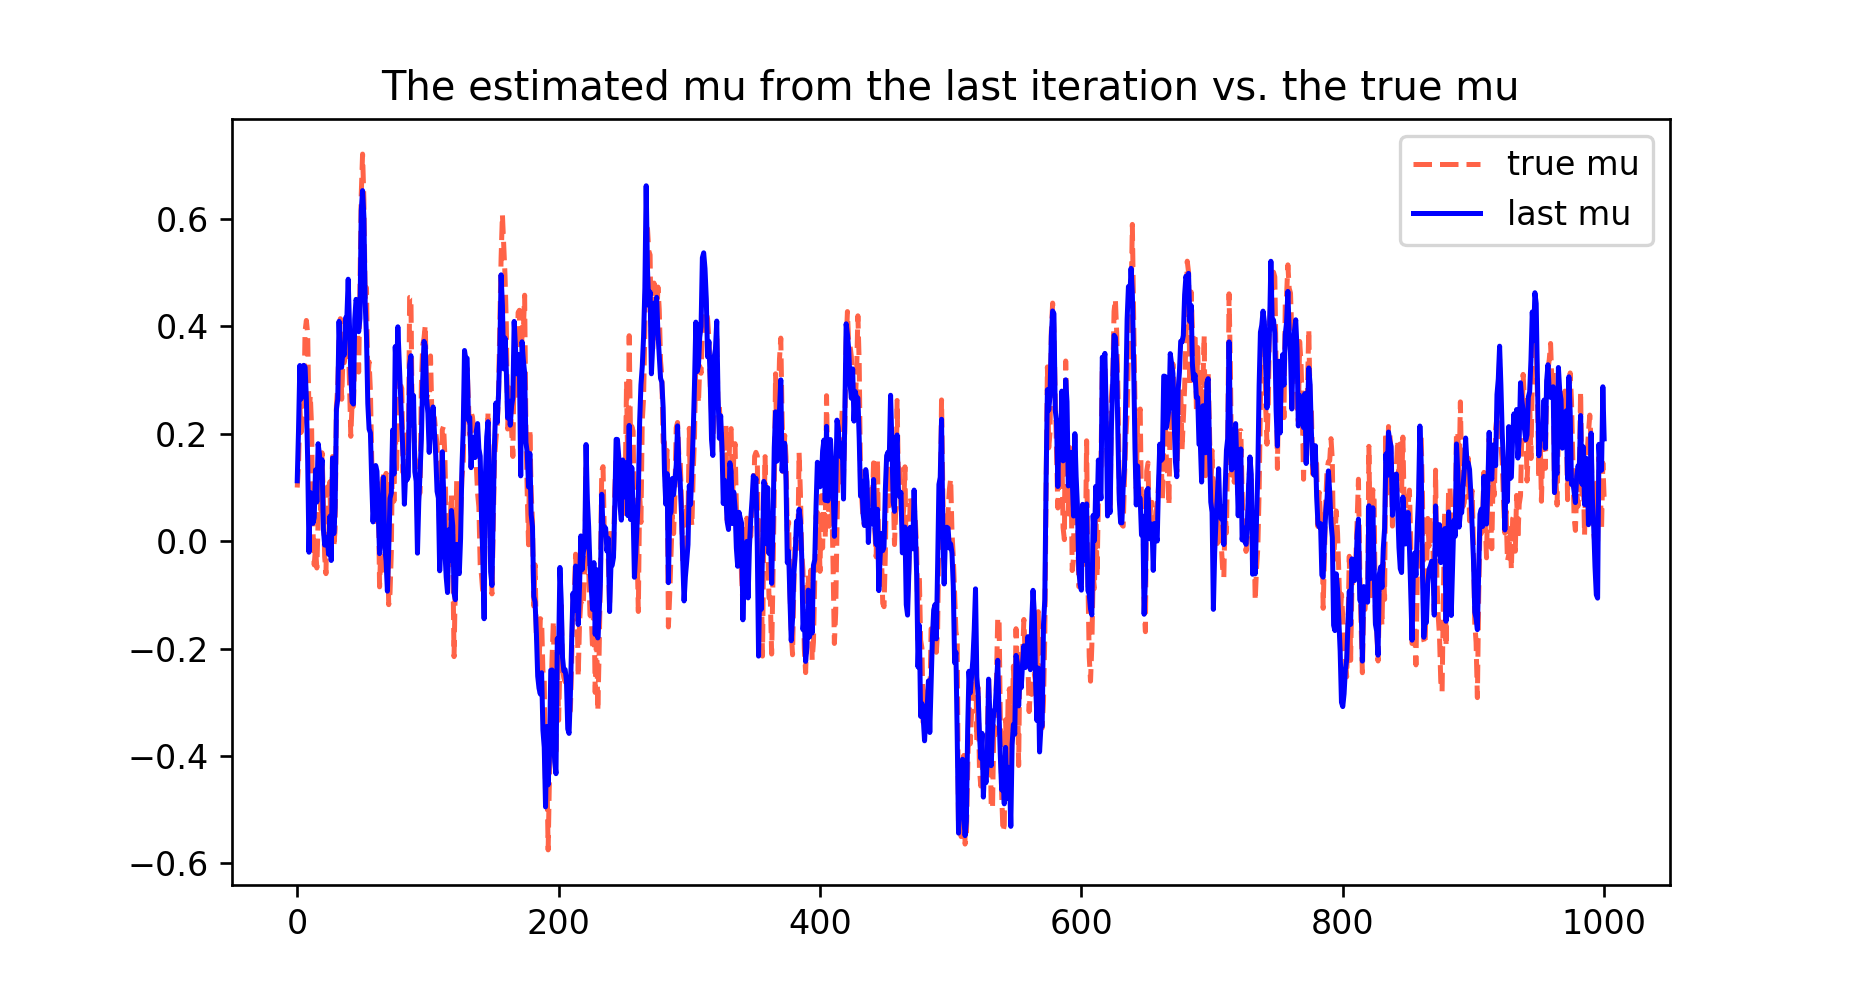 The estimated mu from the last iteration vs. the true mu
true mu
last mu
0.6
0.4
0.2
0.0
−0.2
−0.4
−0.6
0 200 400 600 800 1000